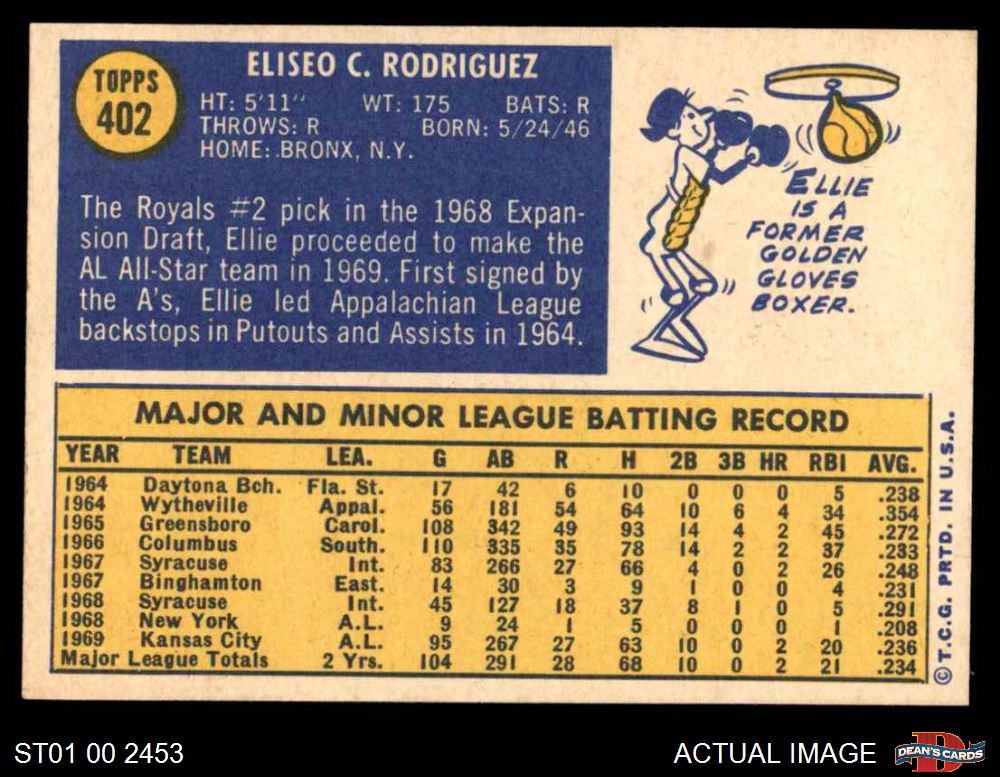 TOPPS
402
ELISEO C. RODRIGUEZ
HT: 5'11" WT: 175 BATS: R
THROWS: R BORN: 5/24/46
HOME: BRONX, N.Y.
The Royals #2 pick in the 1968 Expan-
sion Draft, Ellie proceeded to make the
AL All-Star team in 1969. First signed by
the A's, Ellie led Appalachian League
backstops in Putouts and Assists in 1964.
ELLIE
IS A
FORMER
GOLDEN
GLOVES
BOXER.
MAJOR AND MINOR LEAGUE BATTING RECORD
YEAR TEAM LEA. G AB R H 2B 3B HR RBI AVG.
1964 Daytona Bch. Fla. St. 17 42 6 10 0 0 0 5 .238
1964 Wytheville Appal. 56 181 54 64 10 6 4 34 .354
1965 Greensboro Carol. 108 342 49 93 14 4 2 45 .272
1966 Columbus South. 110 335 35 78 14 2 2 37 .233
1967 Syracuse Int. 83 266 27 66 4 0 2 26 .248
1967 Binghamton East. 14 30 3 9 1 0 0 4 .231
1968 Syracuse Int. 45 127 18 37 8 1 0 5 .291
1968 New York A.L. 9 24 1 5 0 0 0 1 .208
1969 Kansas City A.L. 95 267 27 63 10 0 2 20 .236
Major League Totals 2 Yrs. 104 291 28 68 10 0 2 21 .234
©T.C.G. PRTD. IN U.S.A.
ST01 00 2453
ACTUAL IMAGE
DEAN'S CARDS